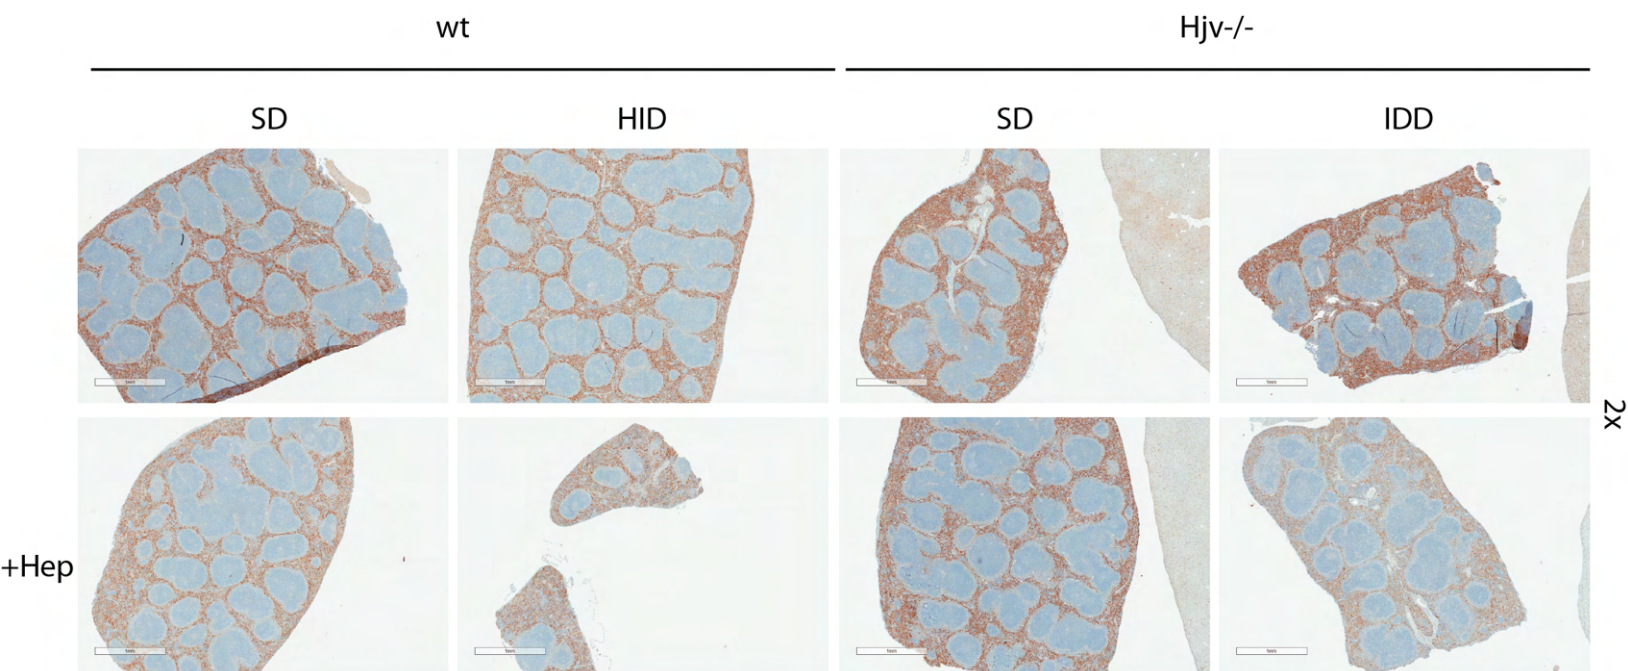 wt Hjv-/-
SD HID SD IDD
2x
+Hep